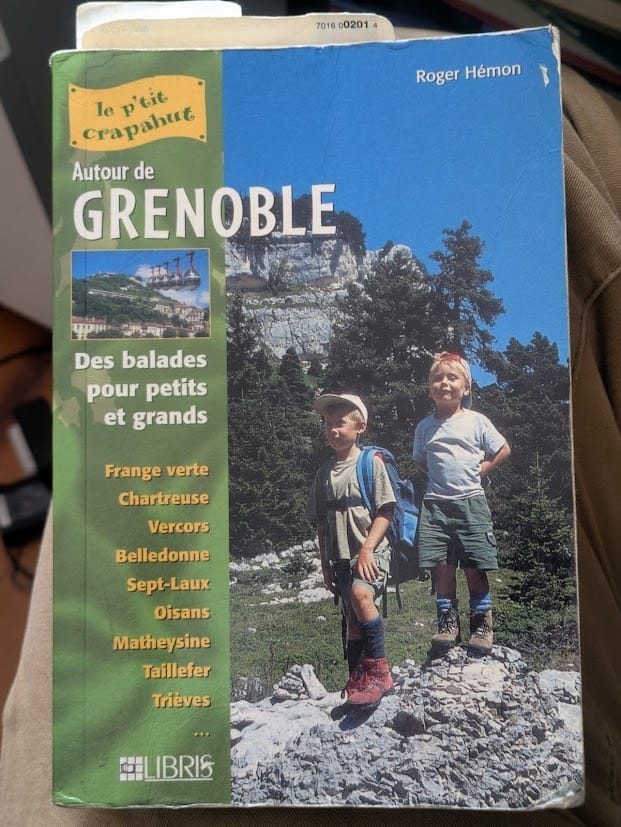 7016 00201 4
Roger Hémon
le p'tit
crapahut
Autour de
GRENOBLE
Des balades
pour petits
et grands
Frange verte
Chartreuse
Vercors
Belledonne
Sept-Laux
Oisans
Matheysine
Taillefer
Trièves
...
LIBRIS